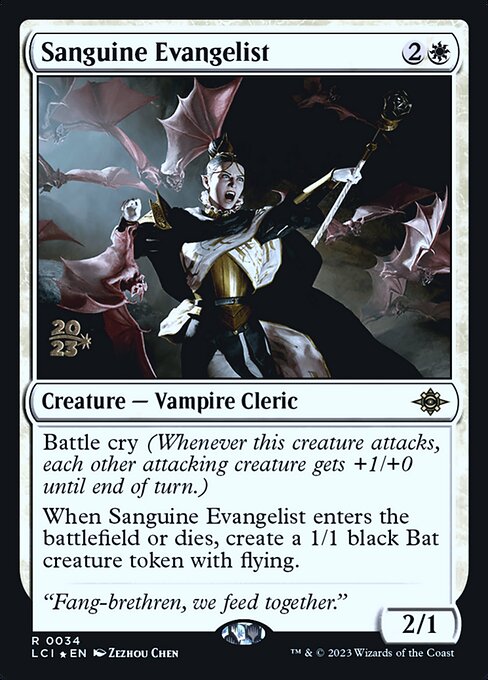 Sanguine Evangelist 2
20
23
Creature — Vampire Cleric
Battle cry (Whenever this creature attacks,
each other attacking creature gets +1/+0
until end of turn.)
When Sanguine Evangelist enters the
battlefield or dies, create a 1/1 black Bat
creature token with flying.
“Fang-brethren, we feed together.”
2/1
R 0034
LCI ★ EN Zezhou Chen
™ & © 2023 Wizards of the Coast